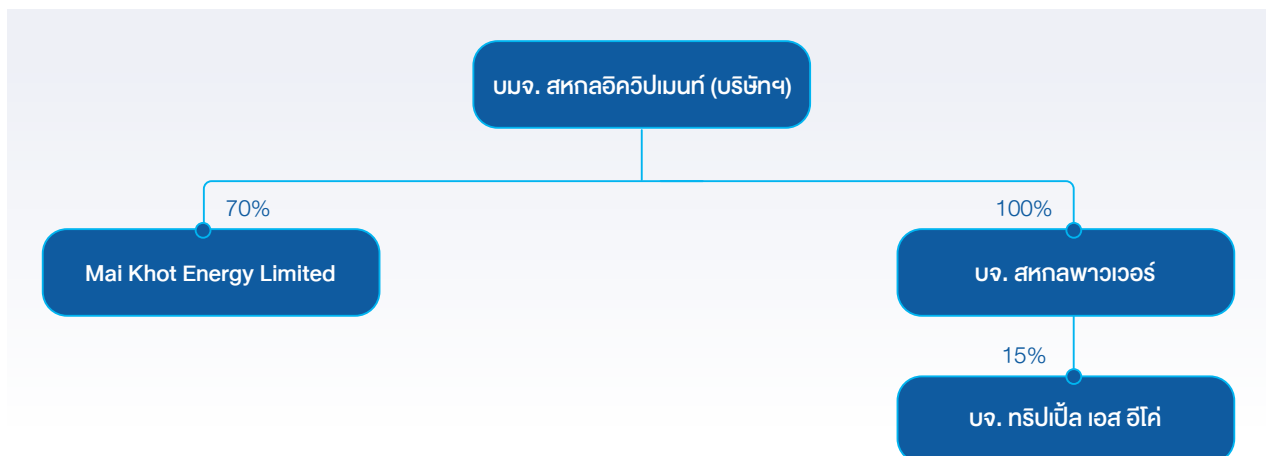 บมจ. สหกลอิควิปเมนท์ (บริษัทฯ)
70%
100%
Mai Khot Energy Limited
บจ. สหกลพาวเวอร์
15%
บจ. ทริปเปิ้ล เอส อีโค่